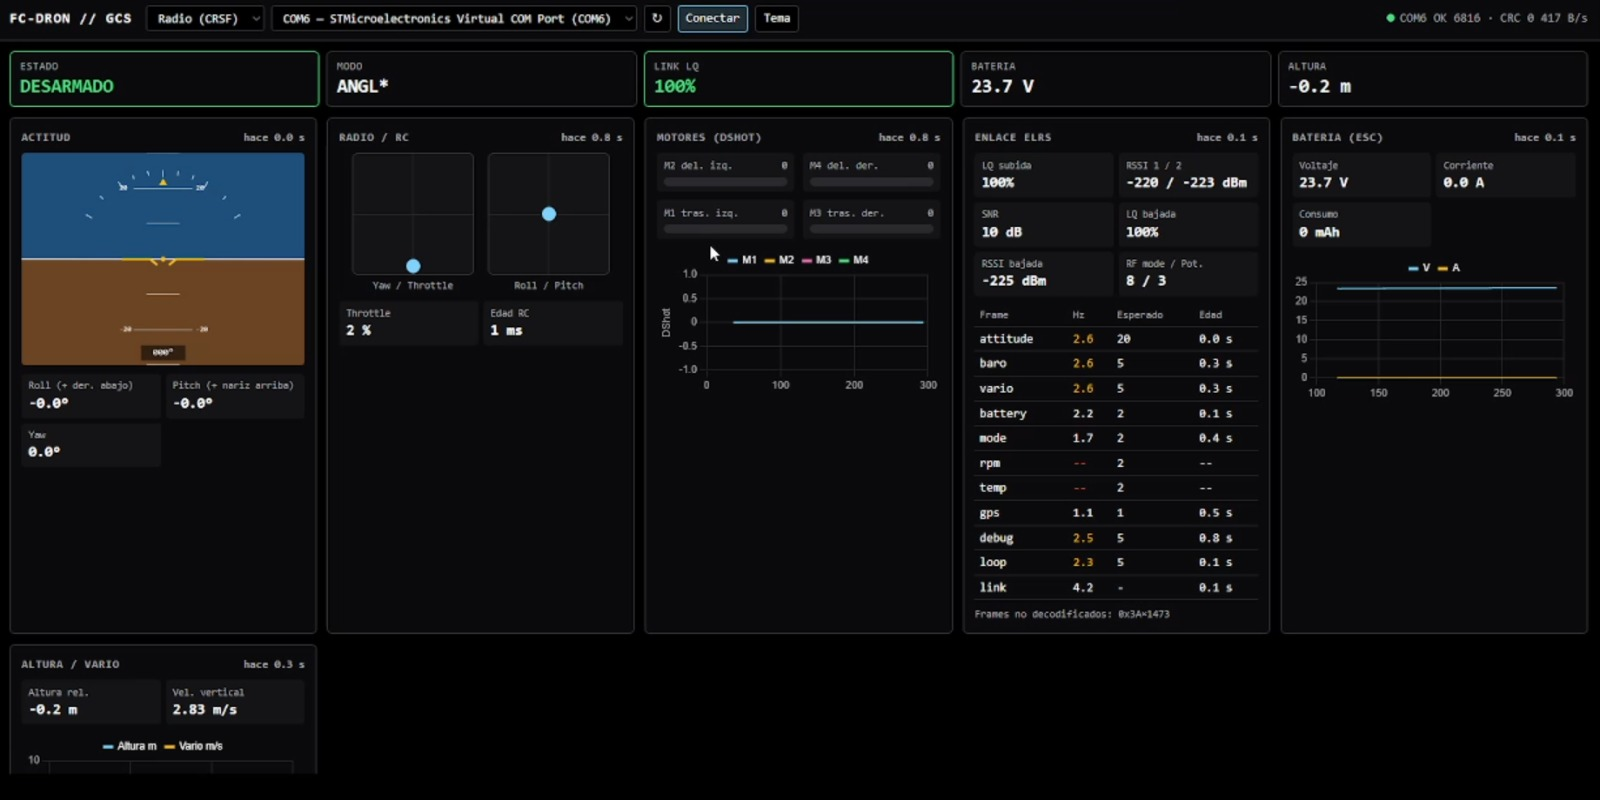 FC-DRON // GCS Radio (CRSF) COM6 — STMicroelectronics Virtual COM Port (COM6) ↻ Conectar Tema COM6 OK 6816 · CRC 0 417 B/s
ESTADO
DESARMADO
MODO
ANGL*
LINK LQ
100%
BATERIA
23.7 V
ALTURA
-0.2 m
ACTITUD hace 0.0 s
20 20
-20 -20
000°
Roll (+ der. abajo)
-0.0°
Pitch (+ nariz arriba)
-0.0°
Yaw
0.0°
RADIO / RC hace 0.8 s
Yaw / Throttle
Roll / Pitch
Throttle
2 %
Edad RC
1 ms
MOTORES (DSHOT) hace 0.8 s
M2 del. izq. 0
M4 del. der. 0
M1 tras. izq. 0
M3 tras. der. 0
M1 M2 M3 M4
1.0
0.5
0
-0.5
-1.0
DShot
0 100 200 300
ENLACE ELRS hace 0.1 s
LQ subida
100%
RSSI 1 / 2
-220 / -223 dBm
SNR
10 dB
LQ bajada
100%
RSSI bajada
-225 dBm
RF mode / Pot.
8 / 3
Frame Hz Esperado Edad
attitude 2.6 20 0.0 s
baro 2.6 5 0.3 s
vario 2.6 5 0.3 s
battery 2.2 2 0.1 s
mode 1.7 2 0.4 s
rpm -- 2 --
temp -- 2 --
gps 1.1 1 0.5 s
debug 2.5 5 0.8 s
loop 2.3 5 0.1 s
link 4.2 - 0.1 s
Frames no decodificados: 0x3A×1473
BATERIA (ESC) hace 0.1 s
Voltaje
23.7 V
Corriente
0.0 A
Consumo
0 mAh
V A
25
20
15
10
5
0
100 150 200 250 300
ALTURA / VARIO hace 0.3 s
Altura rel.
-0.2 m
Vel. vertical
2.83 m/s
Altura m Vario m/s
10